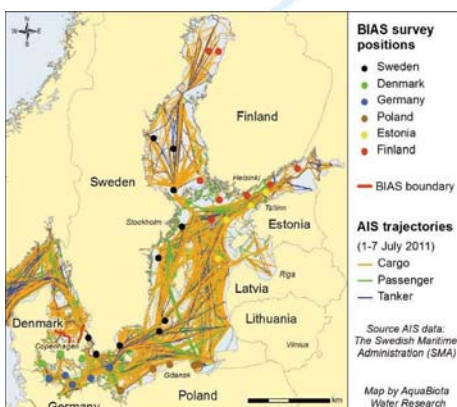 BIAS survey
positions
Sweden
Denmark
Germany
Poland
Estonia
Finland
BIAS boundary
AIS trajectories
(1-7 July 2011)
Cargo
Passenger
Tanker
Source AIS data:
The Swedish Maritime
Administration (SMA)
Map by AquaBiota
Water Research
N
Finland
Sweden
Helsinki
Tallinn
Stockholm
Estonia
Riga
Latvia
Denmark
Lithuania
Copenhagen
Vilnius
Gdansk
Poland
Germany
km